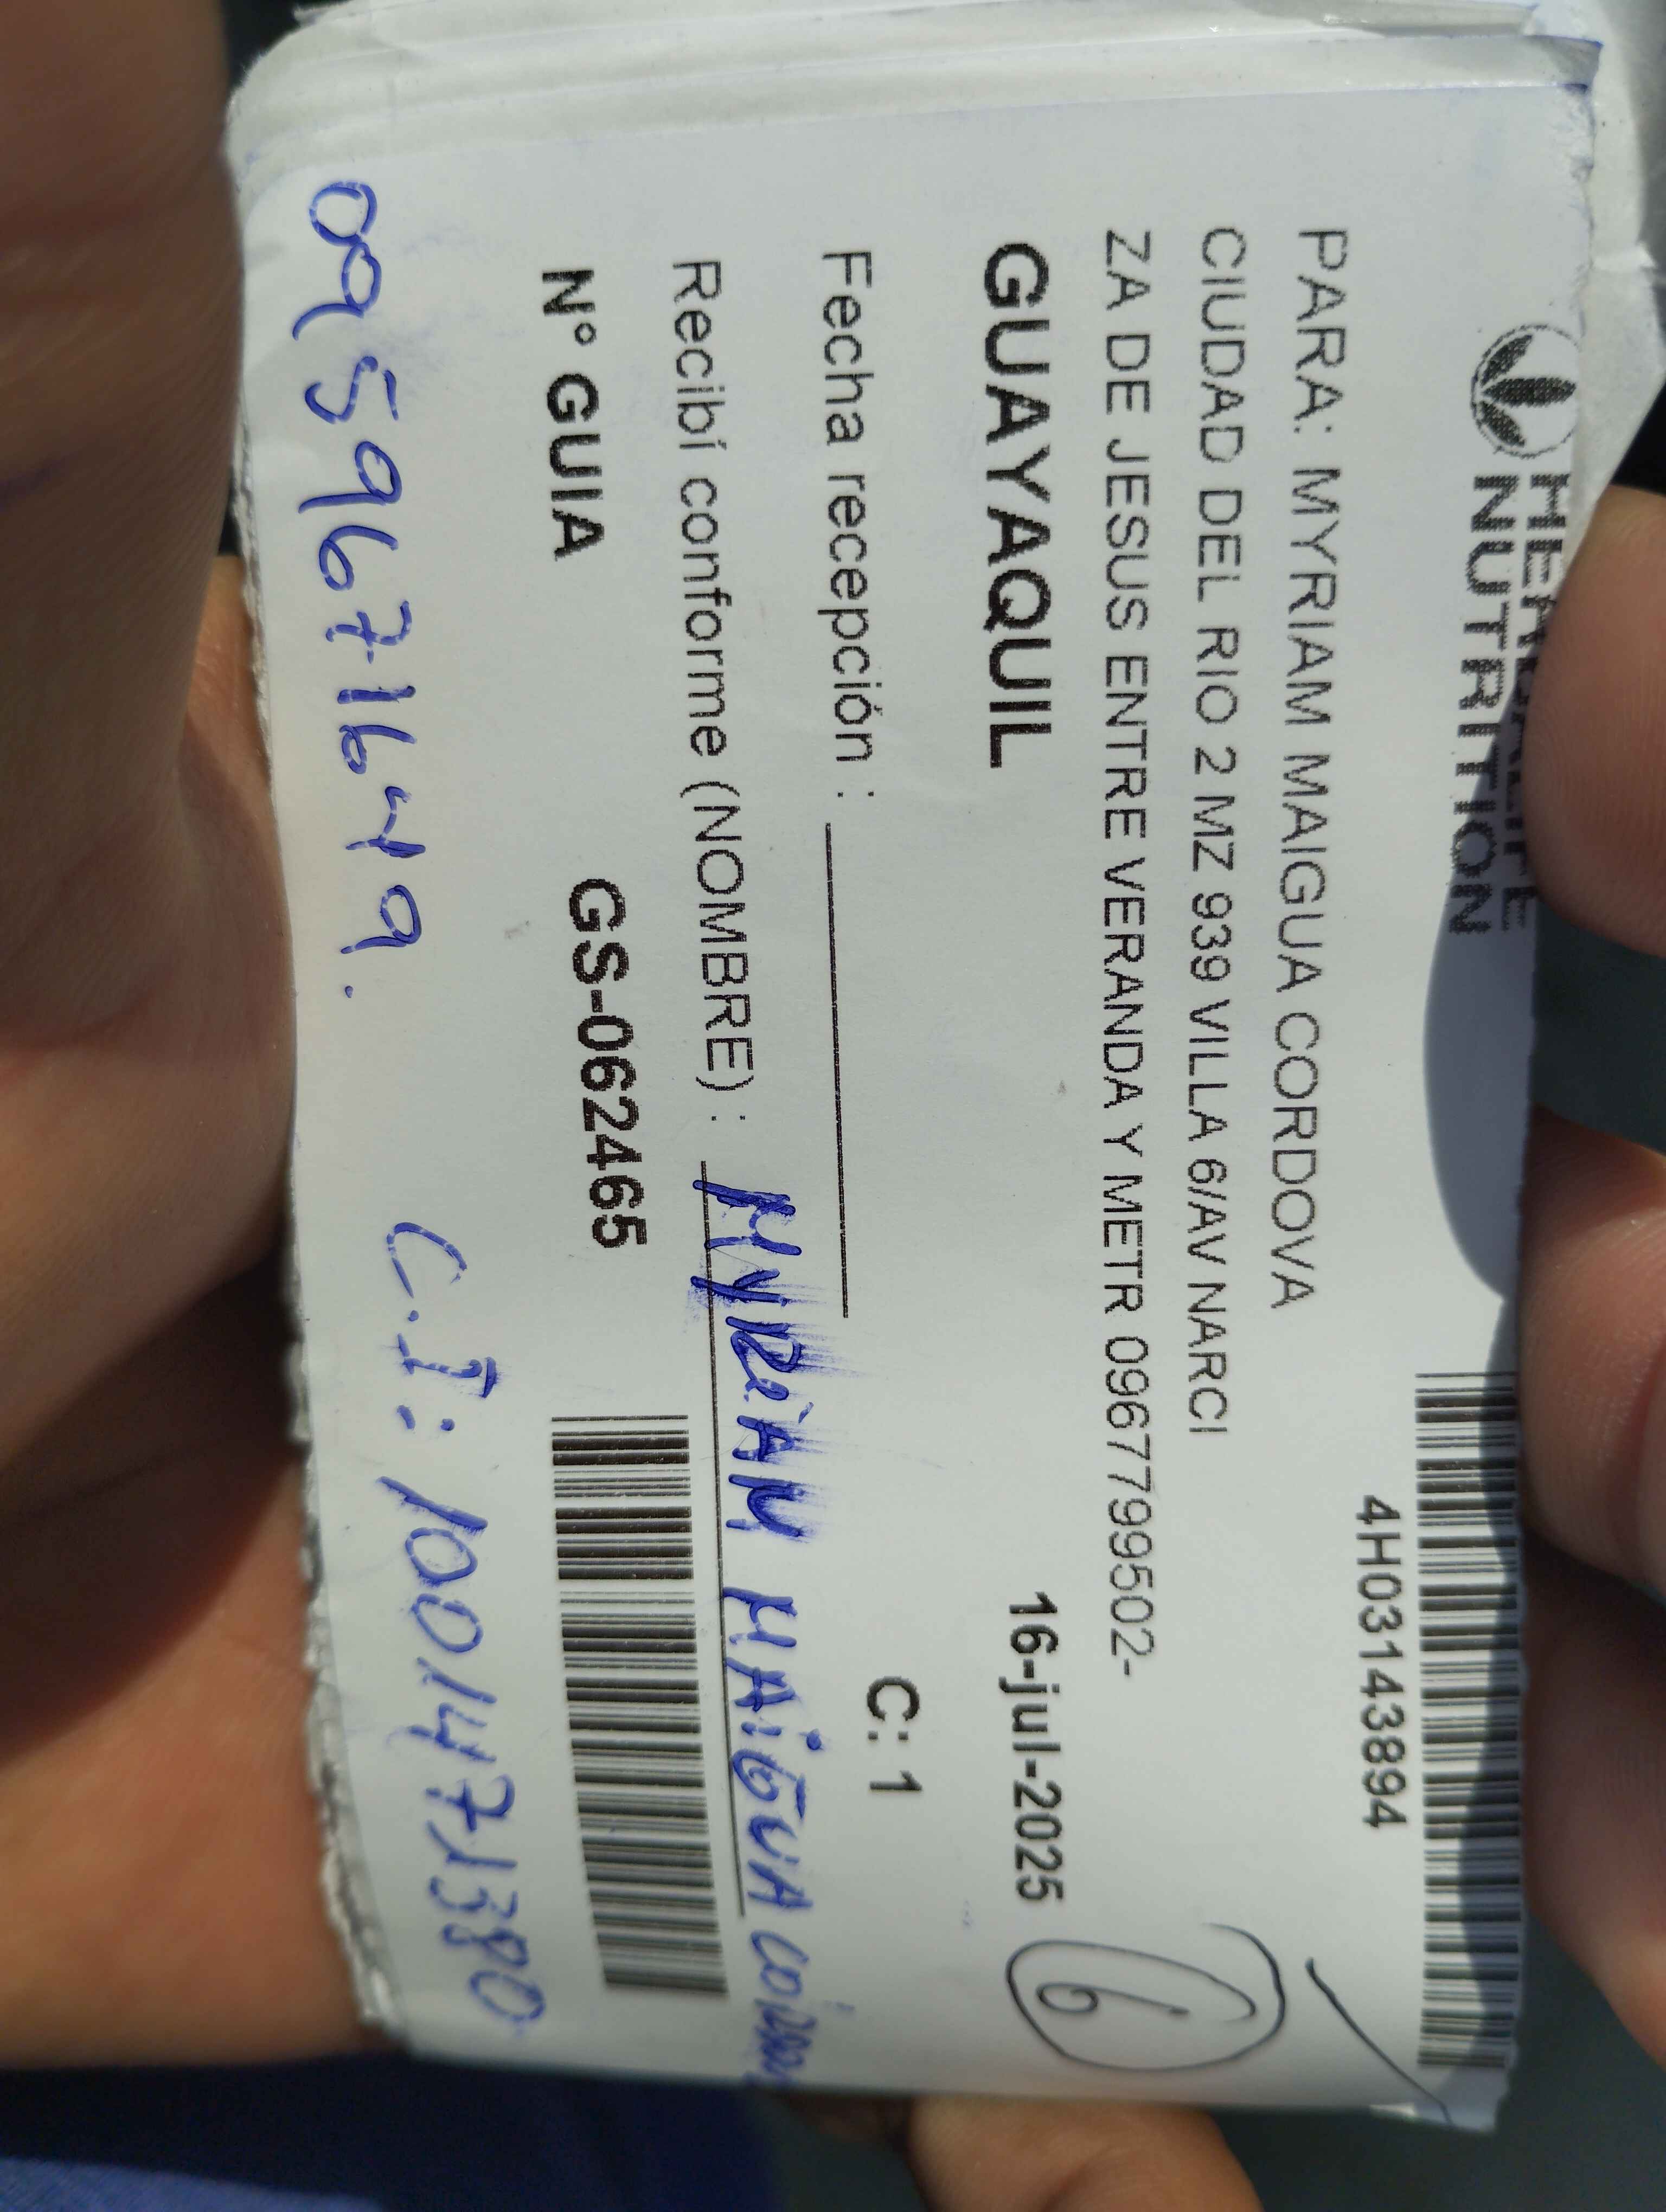 HERBALIFE
NUTRITION
4H03143894
PARA: MYRIAM MAIGUA CORDOVA
CIUDAD DEL RIO 2 MZ 939 VILLA 6/AV NARCI
ZA DE JESUS ENTRE VERANDA Y METR 0967799502-
GUAYAQUIL 16-jul-2025
6
Fecha recepción : C: 1
Recibí conforme (NOMBRE) : MYRiAM MAiGUA
N° GUIA GS-062465
0959671649. C.I: 1001471380